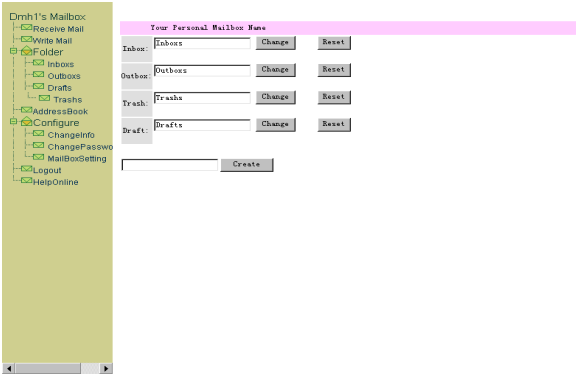 Dmh1's Mailbox
Receive Mail
Write Mail
Folder
Inboxs
Outboxs
Drafts
Trashs
AddressBook
Configure
ChangeInfo
ChangePasswo
MailBoxSetting
Logout
HelpOnline
Your Personal Mailbox Name
Inbox: Inboxs Change Reset
Outbox: Outboxs Change Reset
Trash: Trashs Change Reset
Draft: Drafts Change Reset
Create